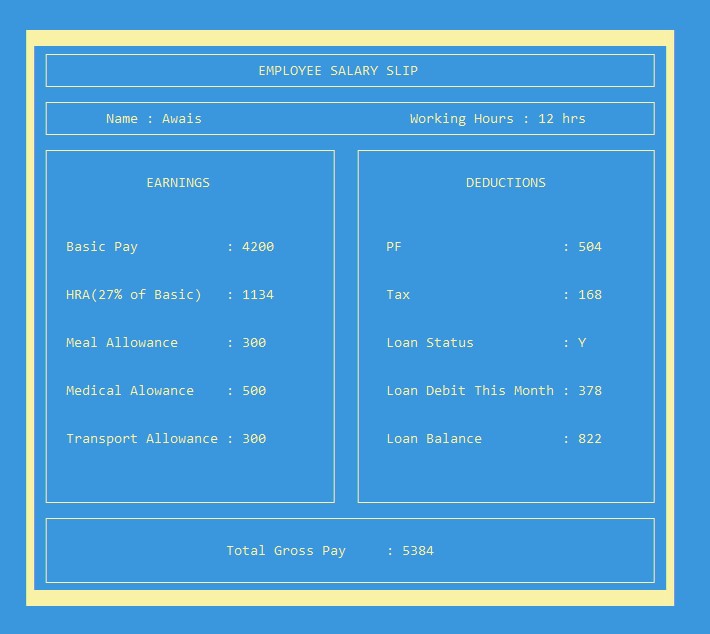 EMPLOYEE SALARY SLIP
Name : Awais Working Hours : 12 hrs
EARNINGS
Basic Pay : 4200
HRA(27% of Basic) : 1134
Meal Allowance : 300
Medical Alowance : 500
Transport Allowance : 300
DEDUCTIONS
PF : 504
Tax : 168
Loan Status : Y
Loan Debit This Month : 378
Loan Balance : 822
Total Gross Pay : 5384